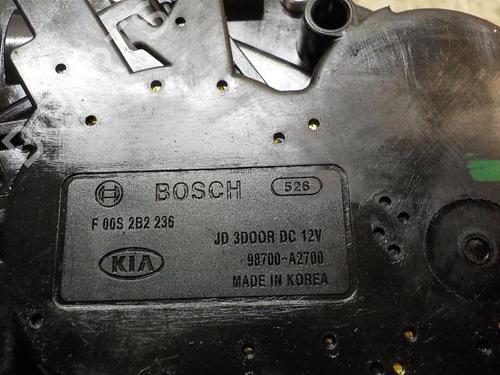 BOSCH 526
F 00S 2B2 236
JD 3DOOR DC 12V
KIA 98700-A2700
MADE IN KOREA